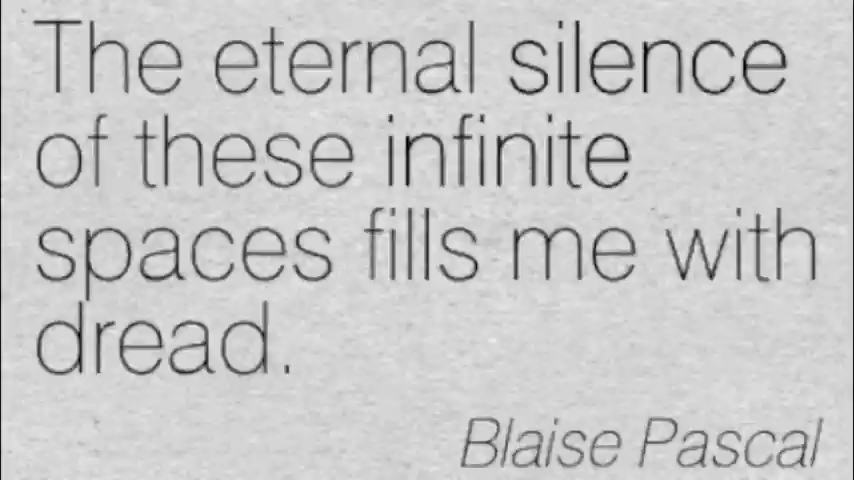 The eternal silence
of these infinite
spaces fills me with
dread.
Blaise Pascal